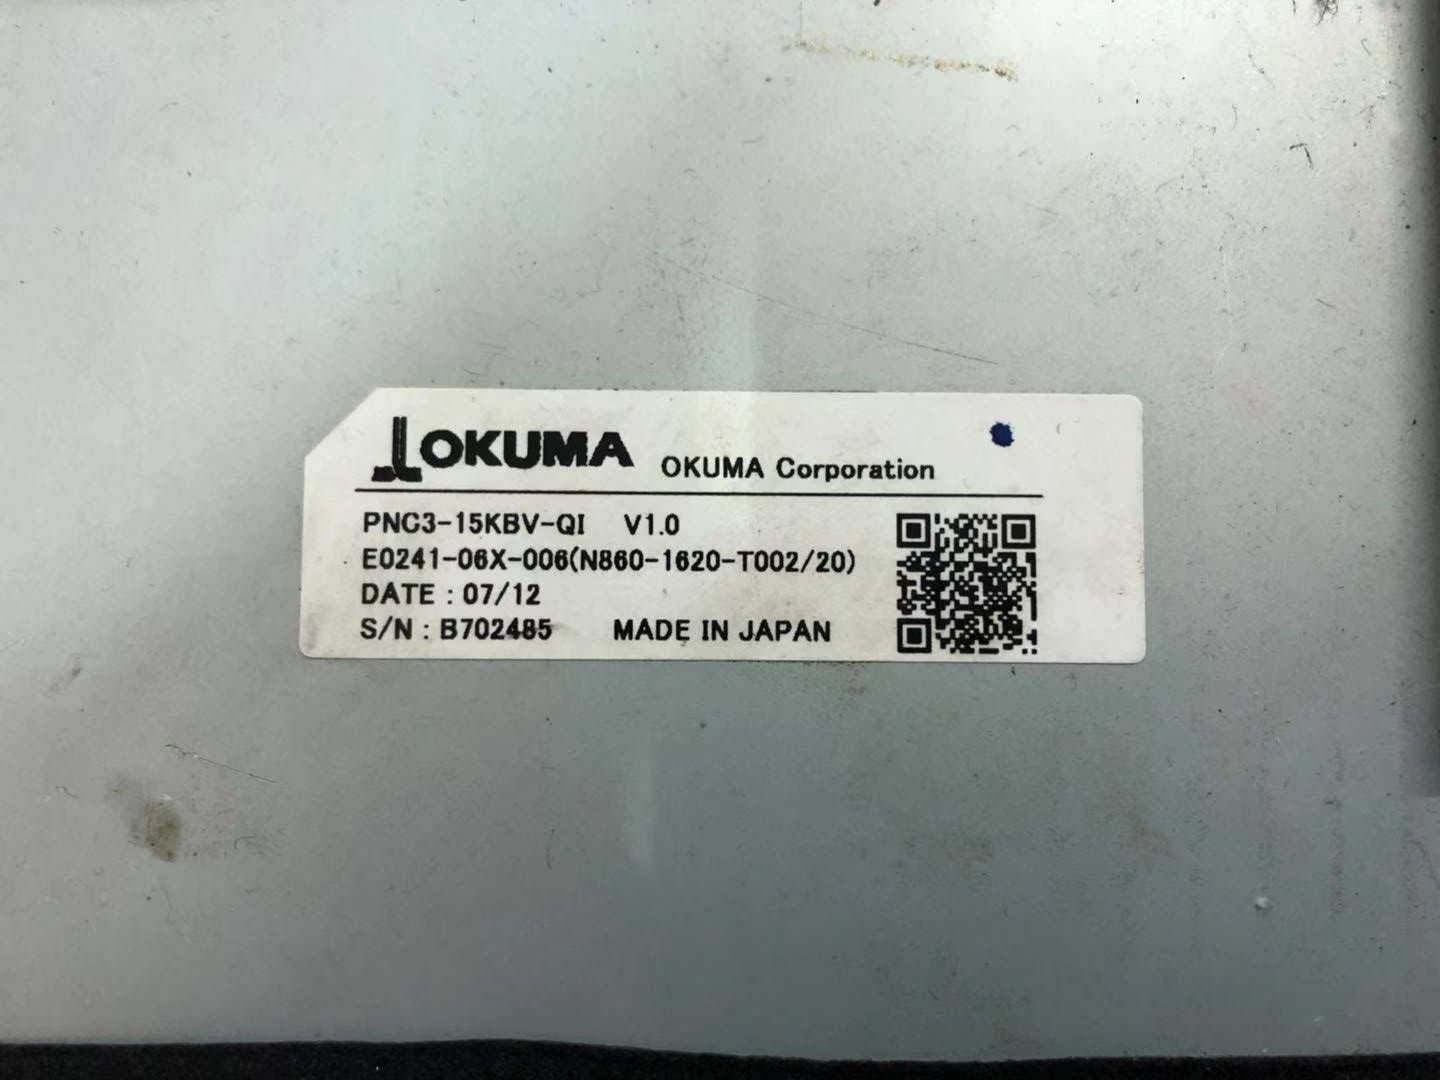 OKUMA OKUMA Corporation
PNC3-15KBV-QI V1.0
E0241-06X-006(N860-1620-T002/20)
DATE : 07/12
S/N : B702485 MADE IN JAPAN